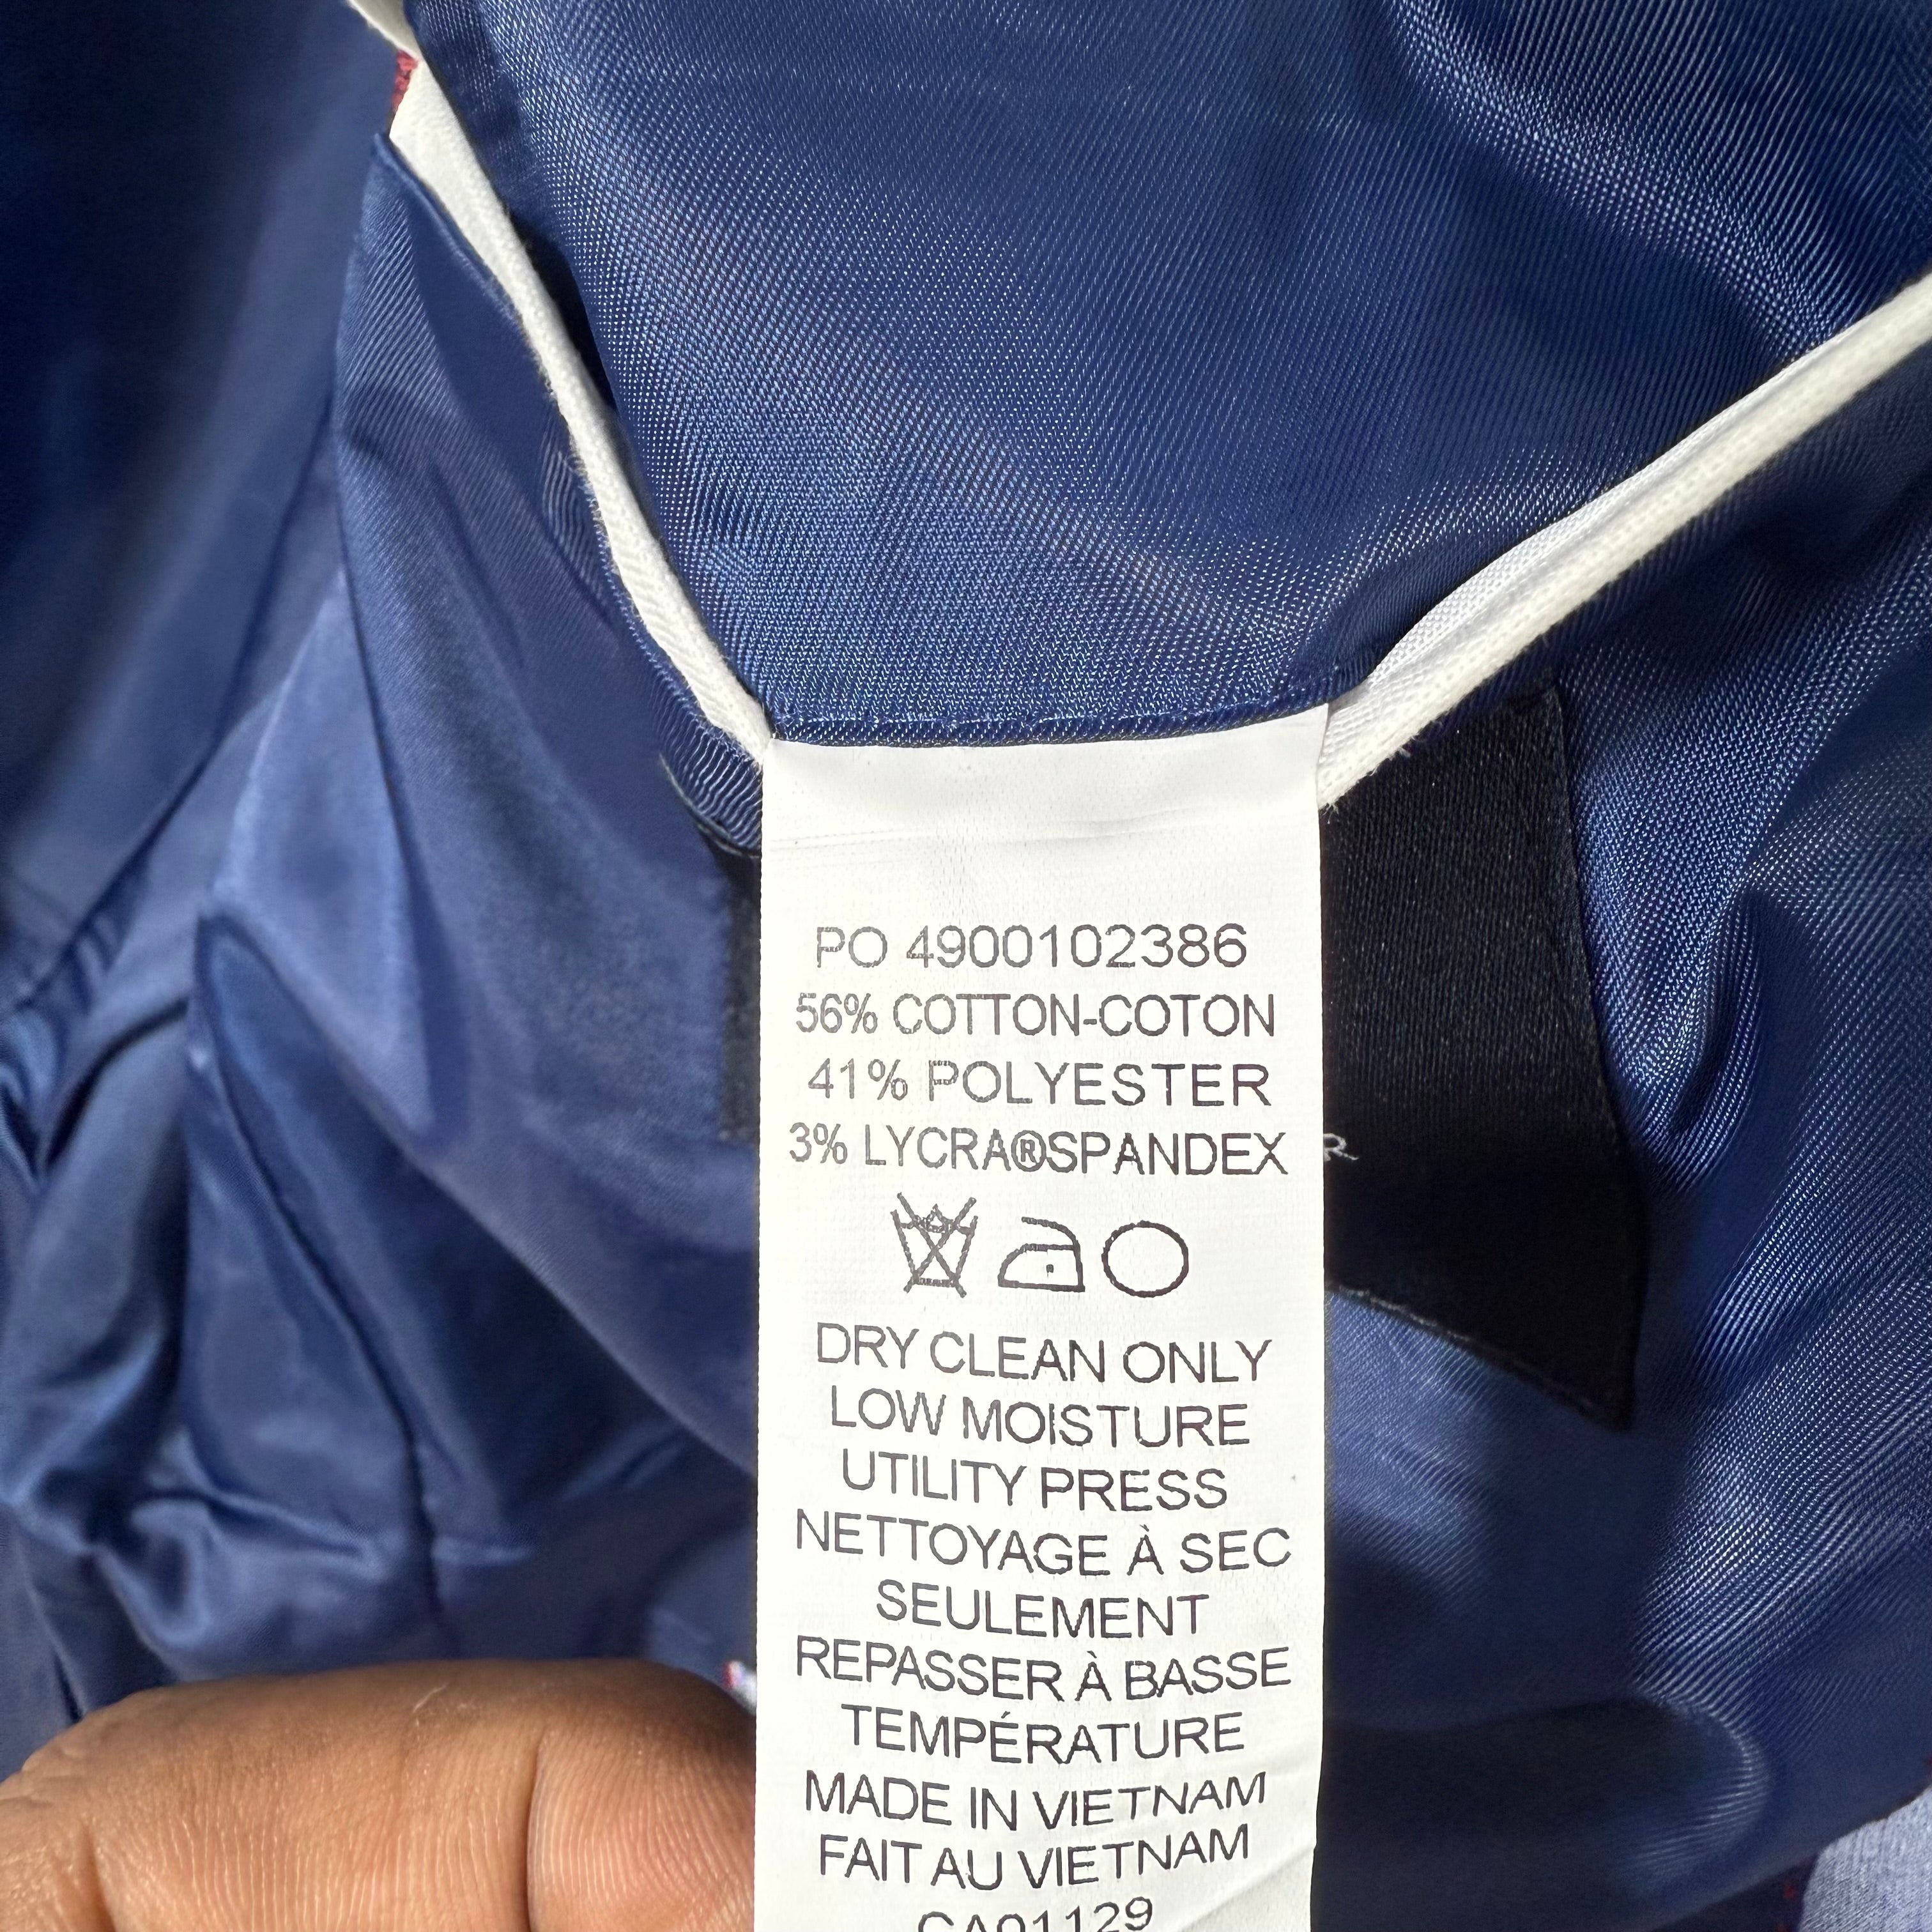 PO 4900102386
56% COTTON-COTON
41% POLYESTER
3% LYCRA®SPANDEX
DRY CLEAN ONLY
LOW MOISTURE
UTILITY PRESS
NETTOYAGE À SEC
SEULEMENT
REPASSER À BASSE
TEMPÉRATURE
MADE IN VIETNAM
FAIT AU VIETNAM
CA01129